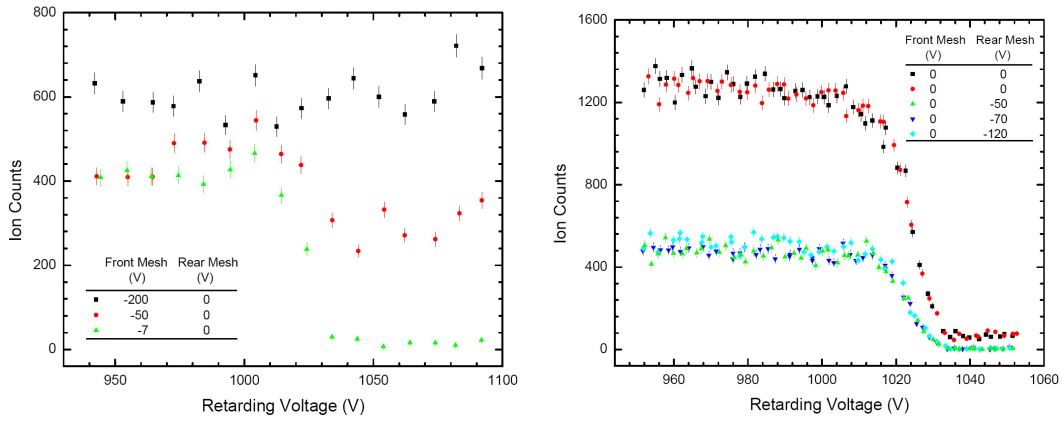 800
600
400
200
0
Ion Counts
950 1000 1050 1100
Retarding Voltage (V)
Front Mesh Rear Mesh
(V) (V)
-200 0
-50 0
-7 0
1600
1200
800
400
0
Ion Counts
960 980 1000 1020 1040 1060
Retarding Voltage (V)
Front Mesh Rear Mesh
(V) (V)
0 0
0 0
0 -50
0 -70
0 -120